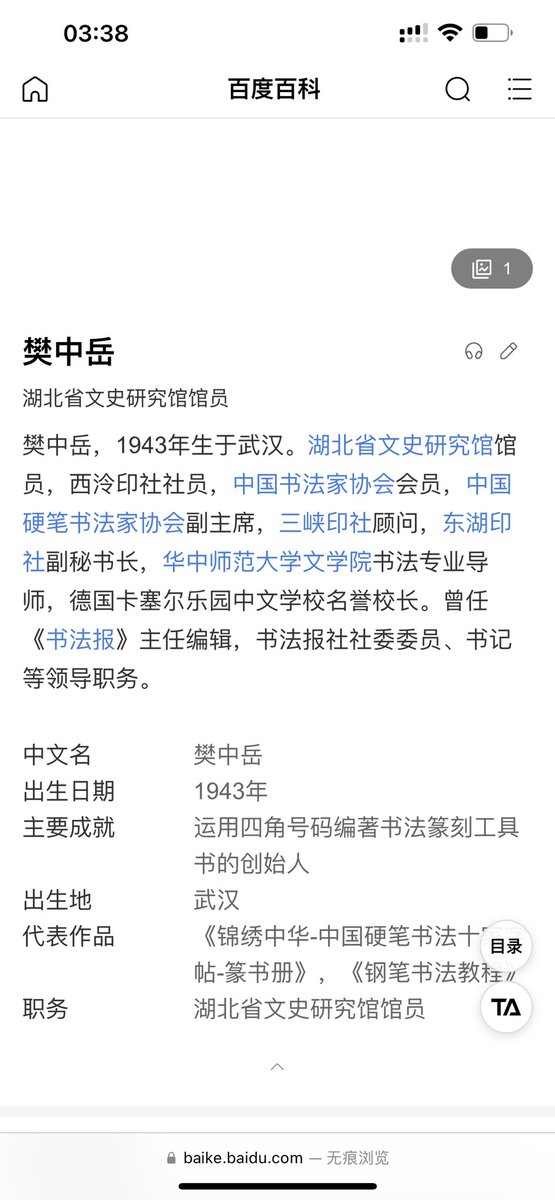 03:38
百度百科
1
樊中岳
湖北省文史研究馆馆员
樊中岳，1943年生于武汉。湖北省文史研究馆馆
员，西泠印社社员，中国书法家协会会员，中国
硬笔书法家协会副主席，三峡印社顾问，东湖印
社副秘书长，华中师范大学文学院书法专业导
师，德国卡塞尔乐园中文学校名誉校长。曾任
《书法报》主任编辑，书法报社社委委员、书记
等领导职务。
中文名 樊中岳
出生日期 1943年
主要成就 运用四角号码编著书法篆刻工具
书的创始人
出生地 武汉
代表作品 《锦绣中华-中国硬笔书法十
目录
帖-篆书册》，《钢笔书法教程》
职务 湖北省文史研究馆馆员
TA
baike.baidu.com — 无痕浏览